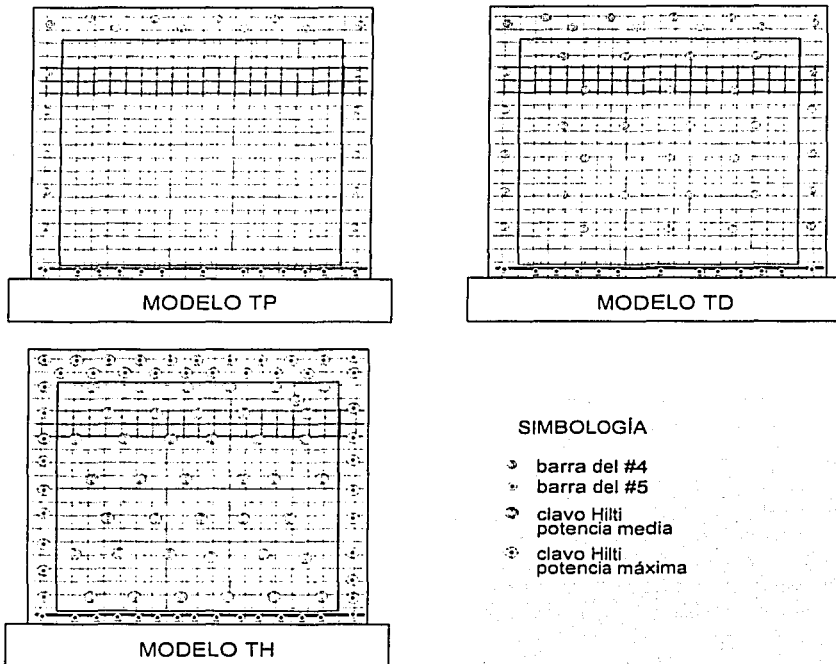 MODELO TP
MODELO TD
MODELO TH
SIMBOLOGÍA
barra del #4
barra del #5
clavo Hilti
potencia media
clavo Hilti
potencia máxima